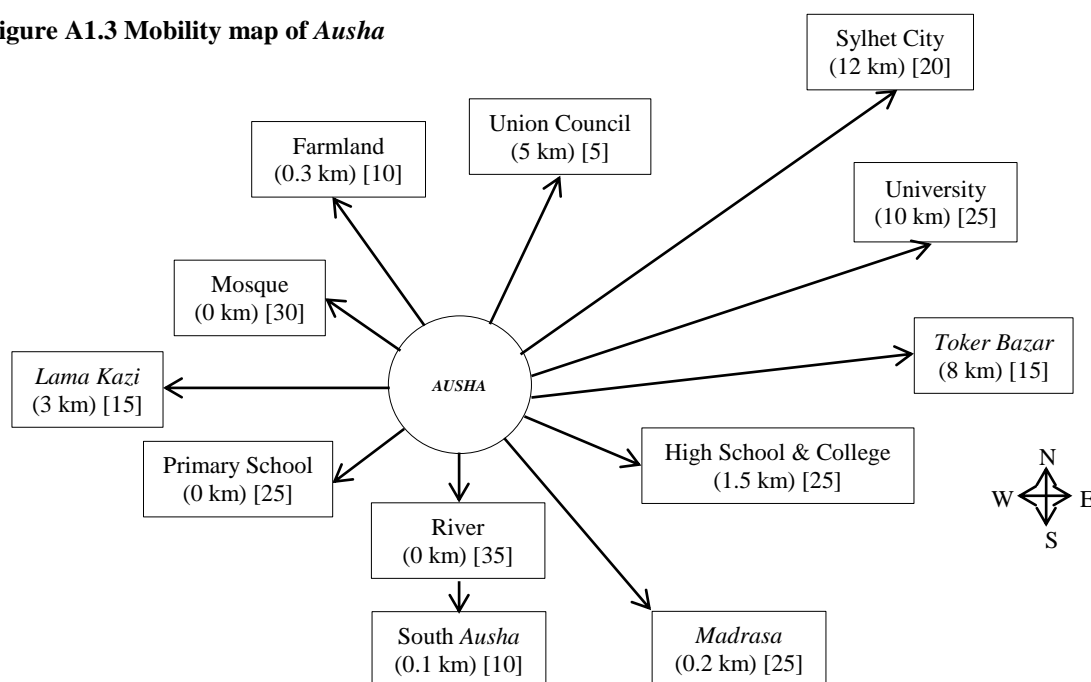 igure A1.3 Mobility map of Ausha
Sylhet City
(12 km) [20]
Union Council
(5 km) [5]
Farmland
(0.3 km) [10]
University
(10 km) [25]
Mosque
(0 km) [30]
Toker Bazar
(8 km) [15]
Lama Kazi
(3 km) [15]
AUSHA
High School & College
(1.5 km) [25]
Primary School
(0 km) [25]
N
W E
S
River
(0 km) [35]
South Ausha
(0.1 km) [10]
Madrasa
(0.2 km) [25]